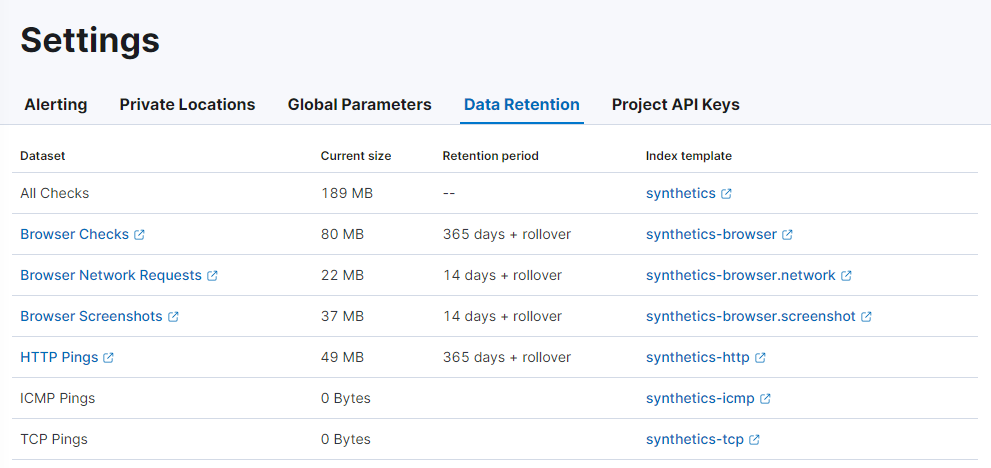 Settings
Alerting Private Locations Global Parameters Data Retention Project API Keys
Dataset Current size Retention period Index template
All Checks 189 MB -- synthetics
Browser Checks 80 MB 365 days + rollover synthetics-browser
Browser Network Requests 22 MB 14 days + rollover synthetics-browser.network
Browser Screenshots 37 MB 14 days + rollover synthetics-browser.screenshot
HTTP Pings 49 MB 365 days + rollover synthetics-http
ICMP Pings 0 Bytes synthetics-icmp
TCP Pings 0 Bytes synthetics-tcp